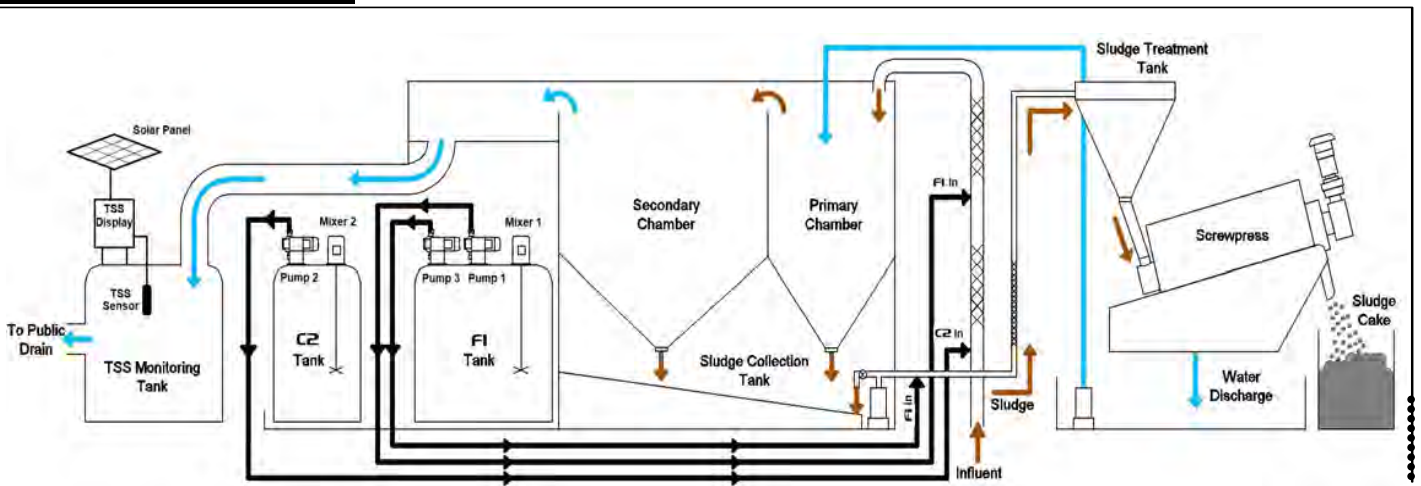 Sludge Treatment
Tank
Solar Panel
TSS
Display
Mixer 2
Mixer 1
Pump 2
Pump 3
Pump 1
F1 In
Secondary
Chamber
Primary
Chamber
Screwpress
TSS
Sensor
To Public
Drain
C2
Tank
F1
Tank
C2 In
Sludge
Cake
TSS Monitoring
Tank
Sludge Collection
Tank
F1 in
Sludge
Water
Discharge
Influent